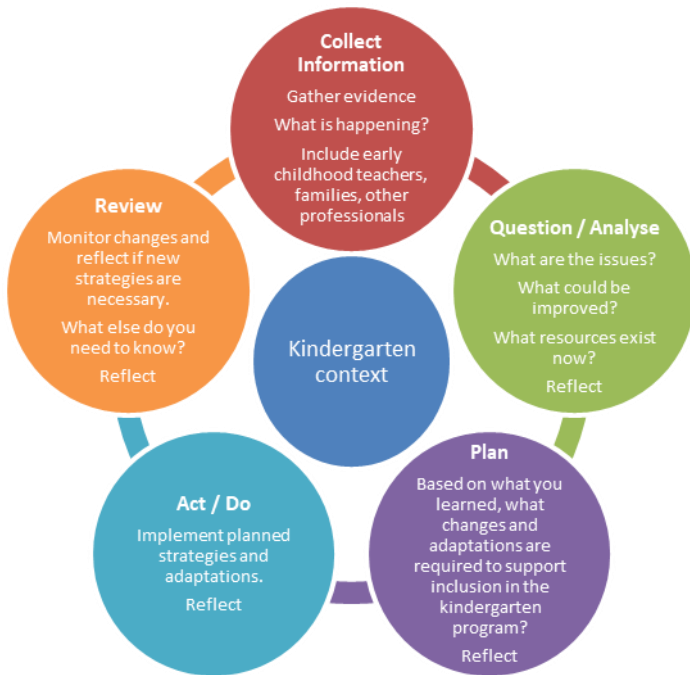 Collect
Information
Gather evidence
What is happening?
Include early
childhood teachers,
families, other
professionals
Question / Analyse
What are the issues?
What could be
improved?
What resources exist
now?
Reflect
Plan
Based on what you
learned, what
changes and
adaptations are
required to support
inclusion in the
kindergarten
program?
Reflect
Act / Do
Implement planned
strategies and
adaptations.
Reflect
Review
Monitor changes and
reflect if new
strategies are
necessary.
What else do you
need to know?
Reflect
Kindergarten
context